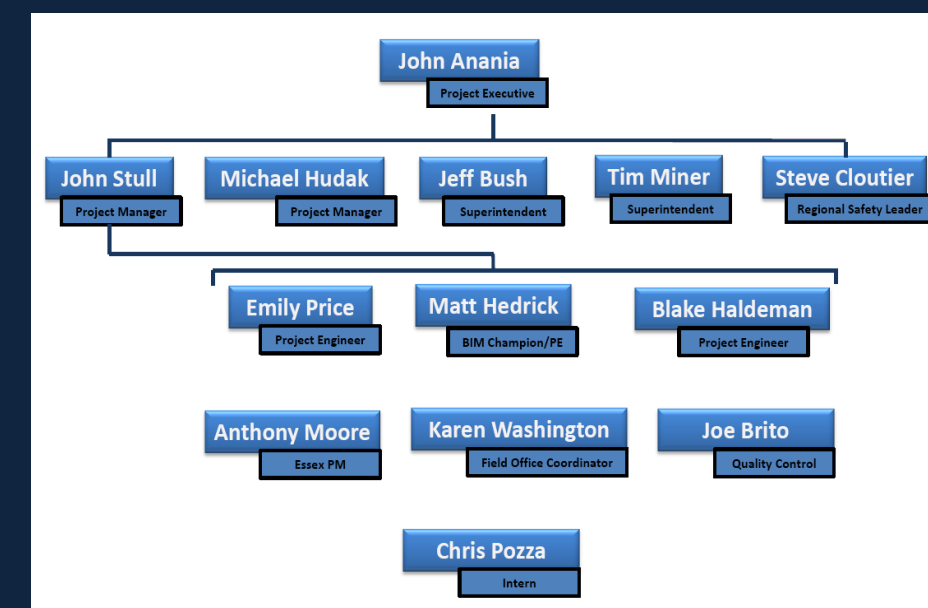 John Anania
Project Executive
John Stull
Project Manager
Michael Hudak
Project Manager
Jeff Bush
Superintendent
Tim Miner
Superintendent
Steve Cloutier
Regional Safety Leader
Emily Price
Project Engineer
Matt Hedrick
BIM Champion/PE
Blake Haldeman
Project Engineer
Anthony Moore
Essex PM
Karen Washington
Field Office Coordinator
Joe Brito
Quality Control
Chris Pozza
Intern